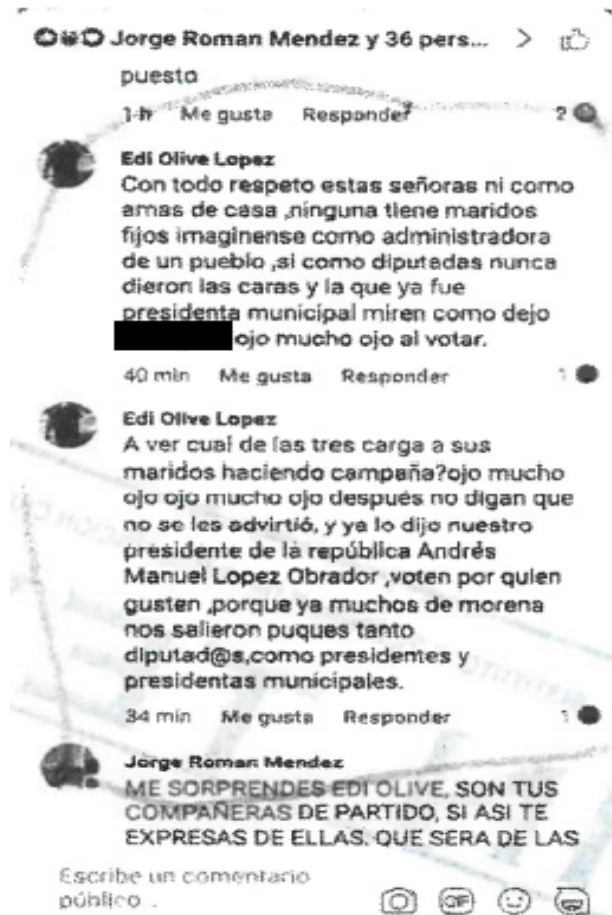 Jorge Roman Mendez y 36 pers... >
puesta
1 h Me gusta Responder 2
Edi Olive Lopez
Con todo respeto estas señoras ni como
amas de casa ,ninguna tiene maridos
fijos imaginense como administradora
de un pueblo ,si como diputadas nunca
dieron las caras y la que ya fue
presidenta municipal miren como dejo
ojo mucho ojo al votar.
40 min Me gusta Responder 1
Edi Olive Lopez
A ver cual de las tres carga a sus
maridos haciendo campaña?ojo mucho
ojo ojo mucho ojo después no digan que
no se les advirtió, y ya lo dijo nuestro
presidente de la república Andrés
Manuel Lopez Obrador ,voten por quien
gusten ,porque ya muchos de morena
nos salieron puques tanto
diputad@s,como presidentes y
presidentas municipales.
34 min Me gusta Responder 1
Jorge Roman Mendez
ME SORPRENDES EDI OLIVE, SON TUS
COMPAÑERAS DE PARTIDO, SI ASI TE
EXPRESAS DE ELLAS. QUE SERA DE LAS
Escribe un comentario
público .
GIF